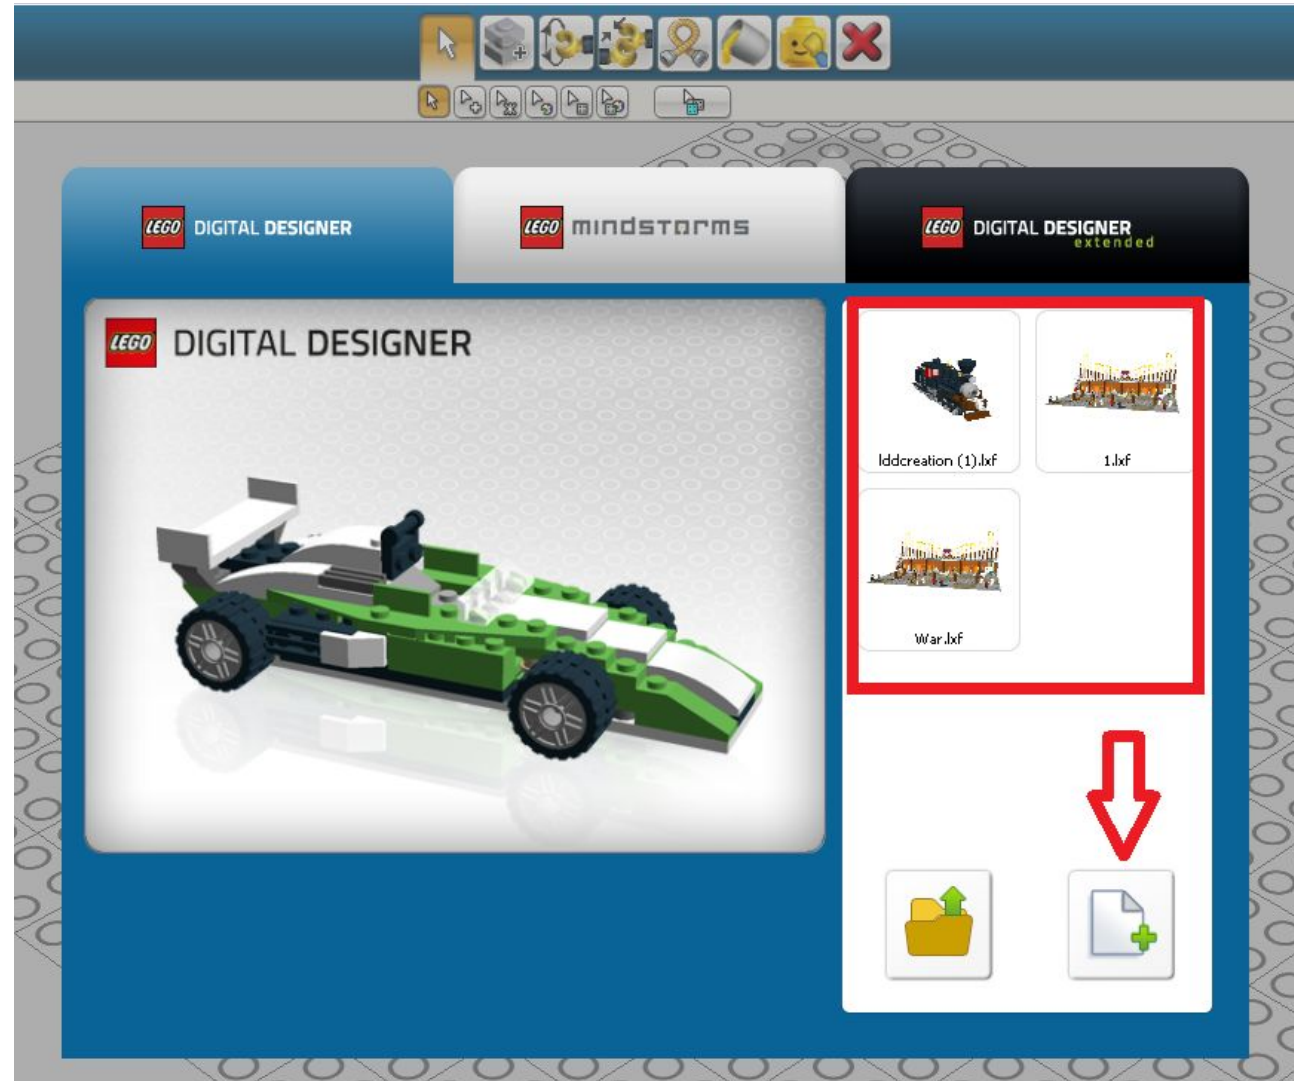 LEGO DIGITAL DESIGNER
LEGO mindstorms
LEGO DIGITAL DESIGNER
extended
LEGO DIGITAL DESIGNER
lddcreation (1).lxf
1.lxf
War.lxf